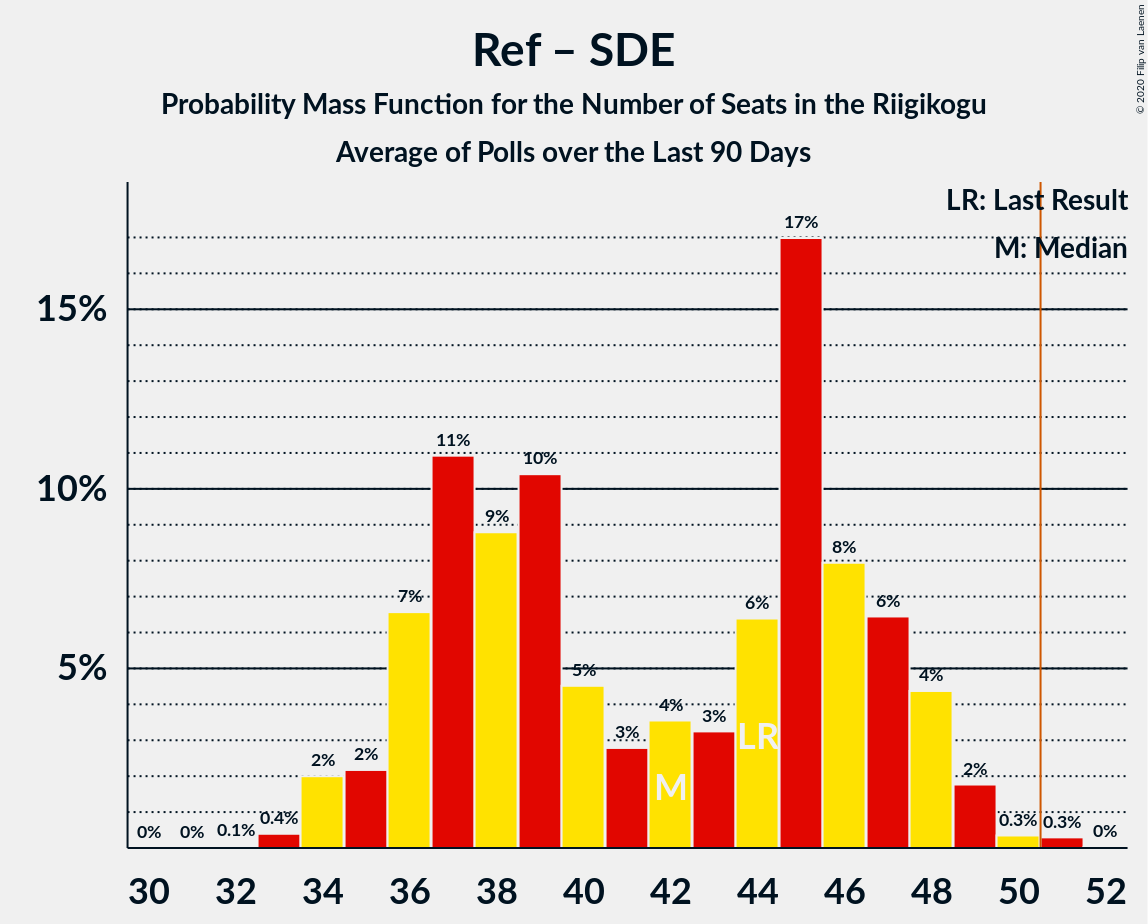 Ref – SDE
Probability Mass Function for the Number of Seats in the Riigikogu
Average of Polls over the Last 90 Days
© 2020 Filip van Laenen
LR: Last Result
M: Median
15%
10%
5%
0% 0% 0.1% 0.4% 2% 2% 7% 11% 9% 10% 5% 3% 4% 3% 6% 17% 8% 6% 4% 2% 0.3% 0.3% 0%
LR
M
30 32 34 36 38 40 42 44 46 48 50 52